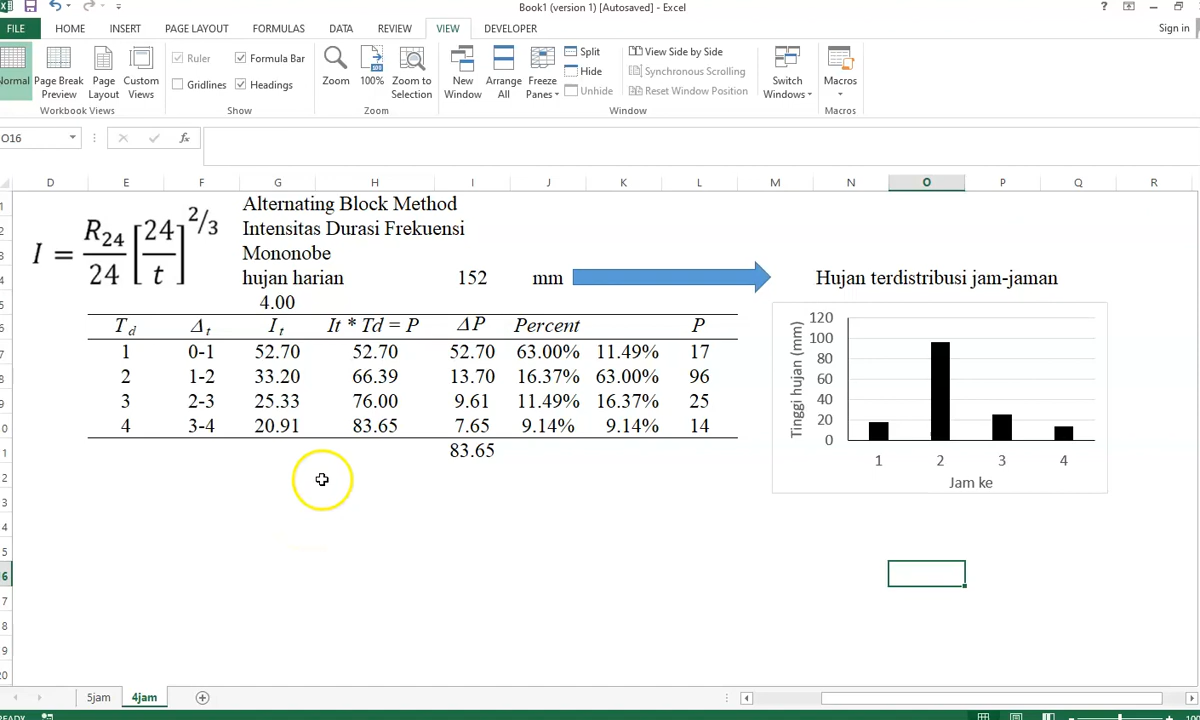 Book1 (version 1) [Autosaved] - Excel
?
FILE HOME INSERT PAGE LAYOUT FORMULAS DATA REVIEW VIEW DEVELOPER Sign in
Normal
Page Break Preview
Page Layout
Custom Views
Workbook Views
Ruler Formula Bar
Gridlines Headings
Show
Zoom
100%
Zoom to Selection
Zoom
New Window
Arrange All
Freeze Panes
Split
Hide
Unhide
View Side by Side
Synchronous Scrolling
Reset Window Position
Window
Switch Windows
Macros
Macros
O16 fx
D E F G H I J K L M N O P Q R
I = R24/24 [24/t]^2/3
Alternating Block Method
Intensitas Durasi Frekuensi
Mononobe
hujan harian 152 mm
4.00
Td Δt It It * Td = P ΔP Percent P
1 0-1 52.70 52.70 52.70 63.00% 11.49% 17
2 1-2 33.20 66.39 13.70 16.37% 63.00% 96
3 2-3 25.33 76.00 9.61 11.49% 16.37% 25
4 3-4 20.91 83.65 7.65 9.14% 9.14% 14
83.65
Hujan terdistribusi jam-jaman
Tinggi hujan (mm)
120
100
80
60
40
20
0
1 2 3 4
Jam ke
5jam 4jam